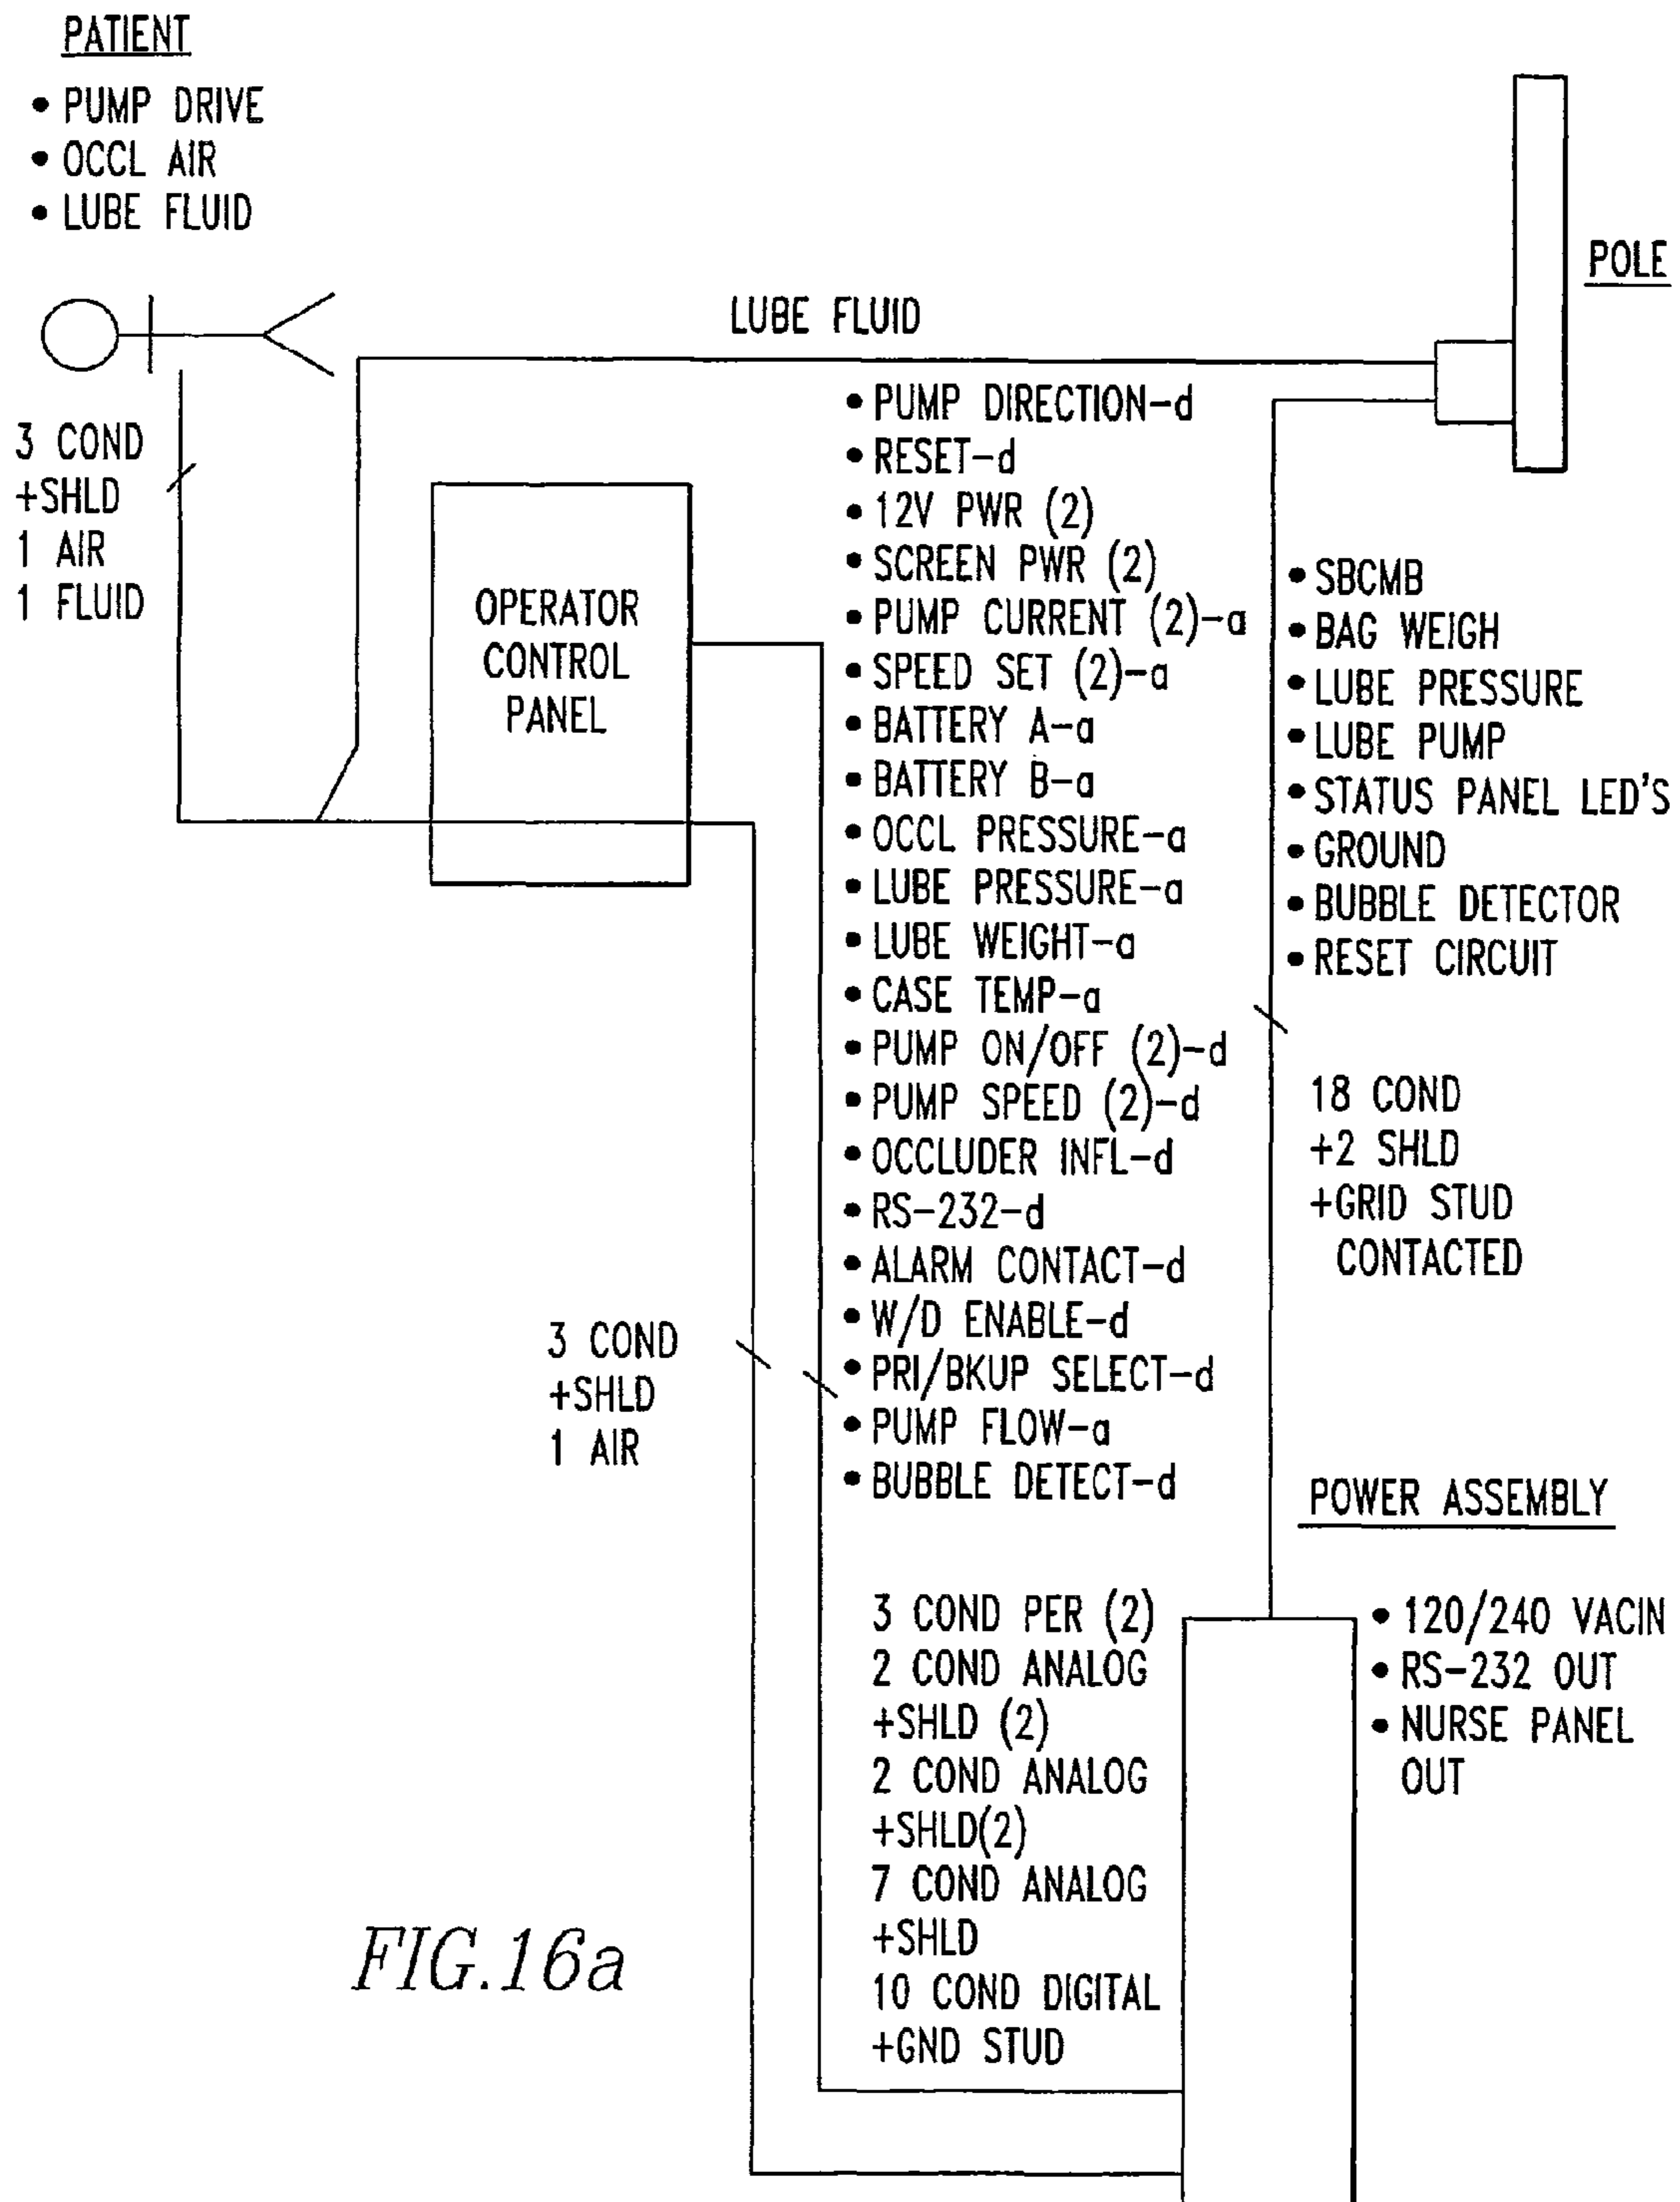 PATIENT
• PUMP DRIVE
• OCCL AIR
• LUBE FLUID
POLE
LUBE FLUID
3 COND
+SHLD
1 AIR
1 FLUID
OPERATOR
CONTROL
PANEL
• PUMP DIRECTION-d
• RESET-d
• 12V PWR (2)
• SCREEN PWR (2)
• PUMP CURRENT (2)-a
• SPEED SET (2)-a
• BATTERY A-a
• BATTERY B-a
• OCCL PRESSURE-a
• LUBE PRESSURE-a
• LUBE WEIGHT-a
• CASE TEMP-a
• PUMP ON/OFF (2)-d
• PUMP SPEED (2)-d
• OCCLUDER INFL-d
• RS-232-d
• ALARM CONTACT-d
• W/D ENABLE-d
• PRI/BKUP SELECT-d
• PUMP FLOW-a
• BUBBLE DETECT-d
• SBCMB
• BAG WEIGH
• LUBE PRESSURE
• LUBE PUMP
• STATUS PANEL LED'S
• GROUND
• BUBBLE DETECTOR
• RESET CIRCUIT
18 COND
+2 SHLD
+GRID STUD
CONTACTED
3 COND
+SHLD
1 AIR
POWER ASSEMBLY
3 COND PER (2)
2 COND ANALOG
+SHLD (2)
2 COND ANALOG
+SHLD(2)
7 COND ANALOG
+SHLD
10 COND DIGITAL
+GND STUD
• 120/240 VACIN
• RS-232 OUT
• NURSE PANEL
OUT
FIG.16a